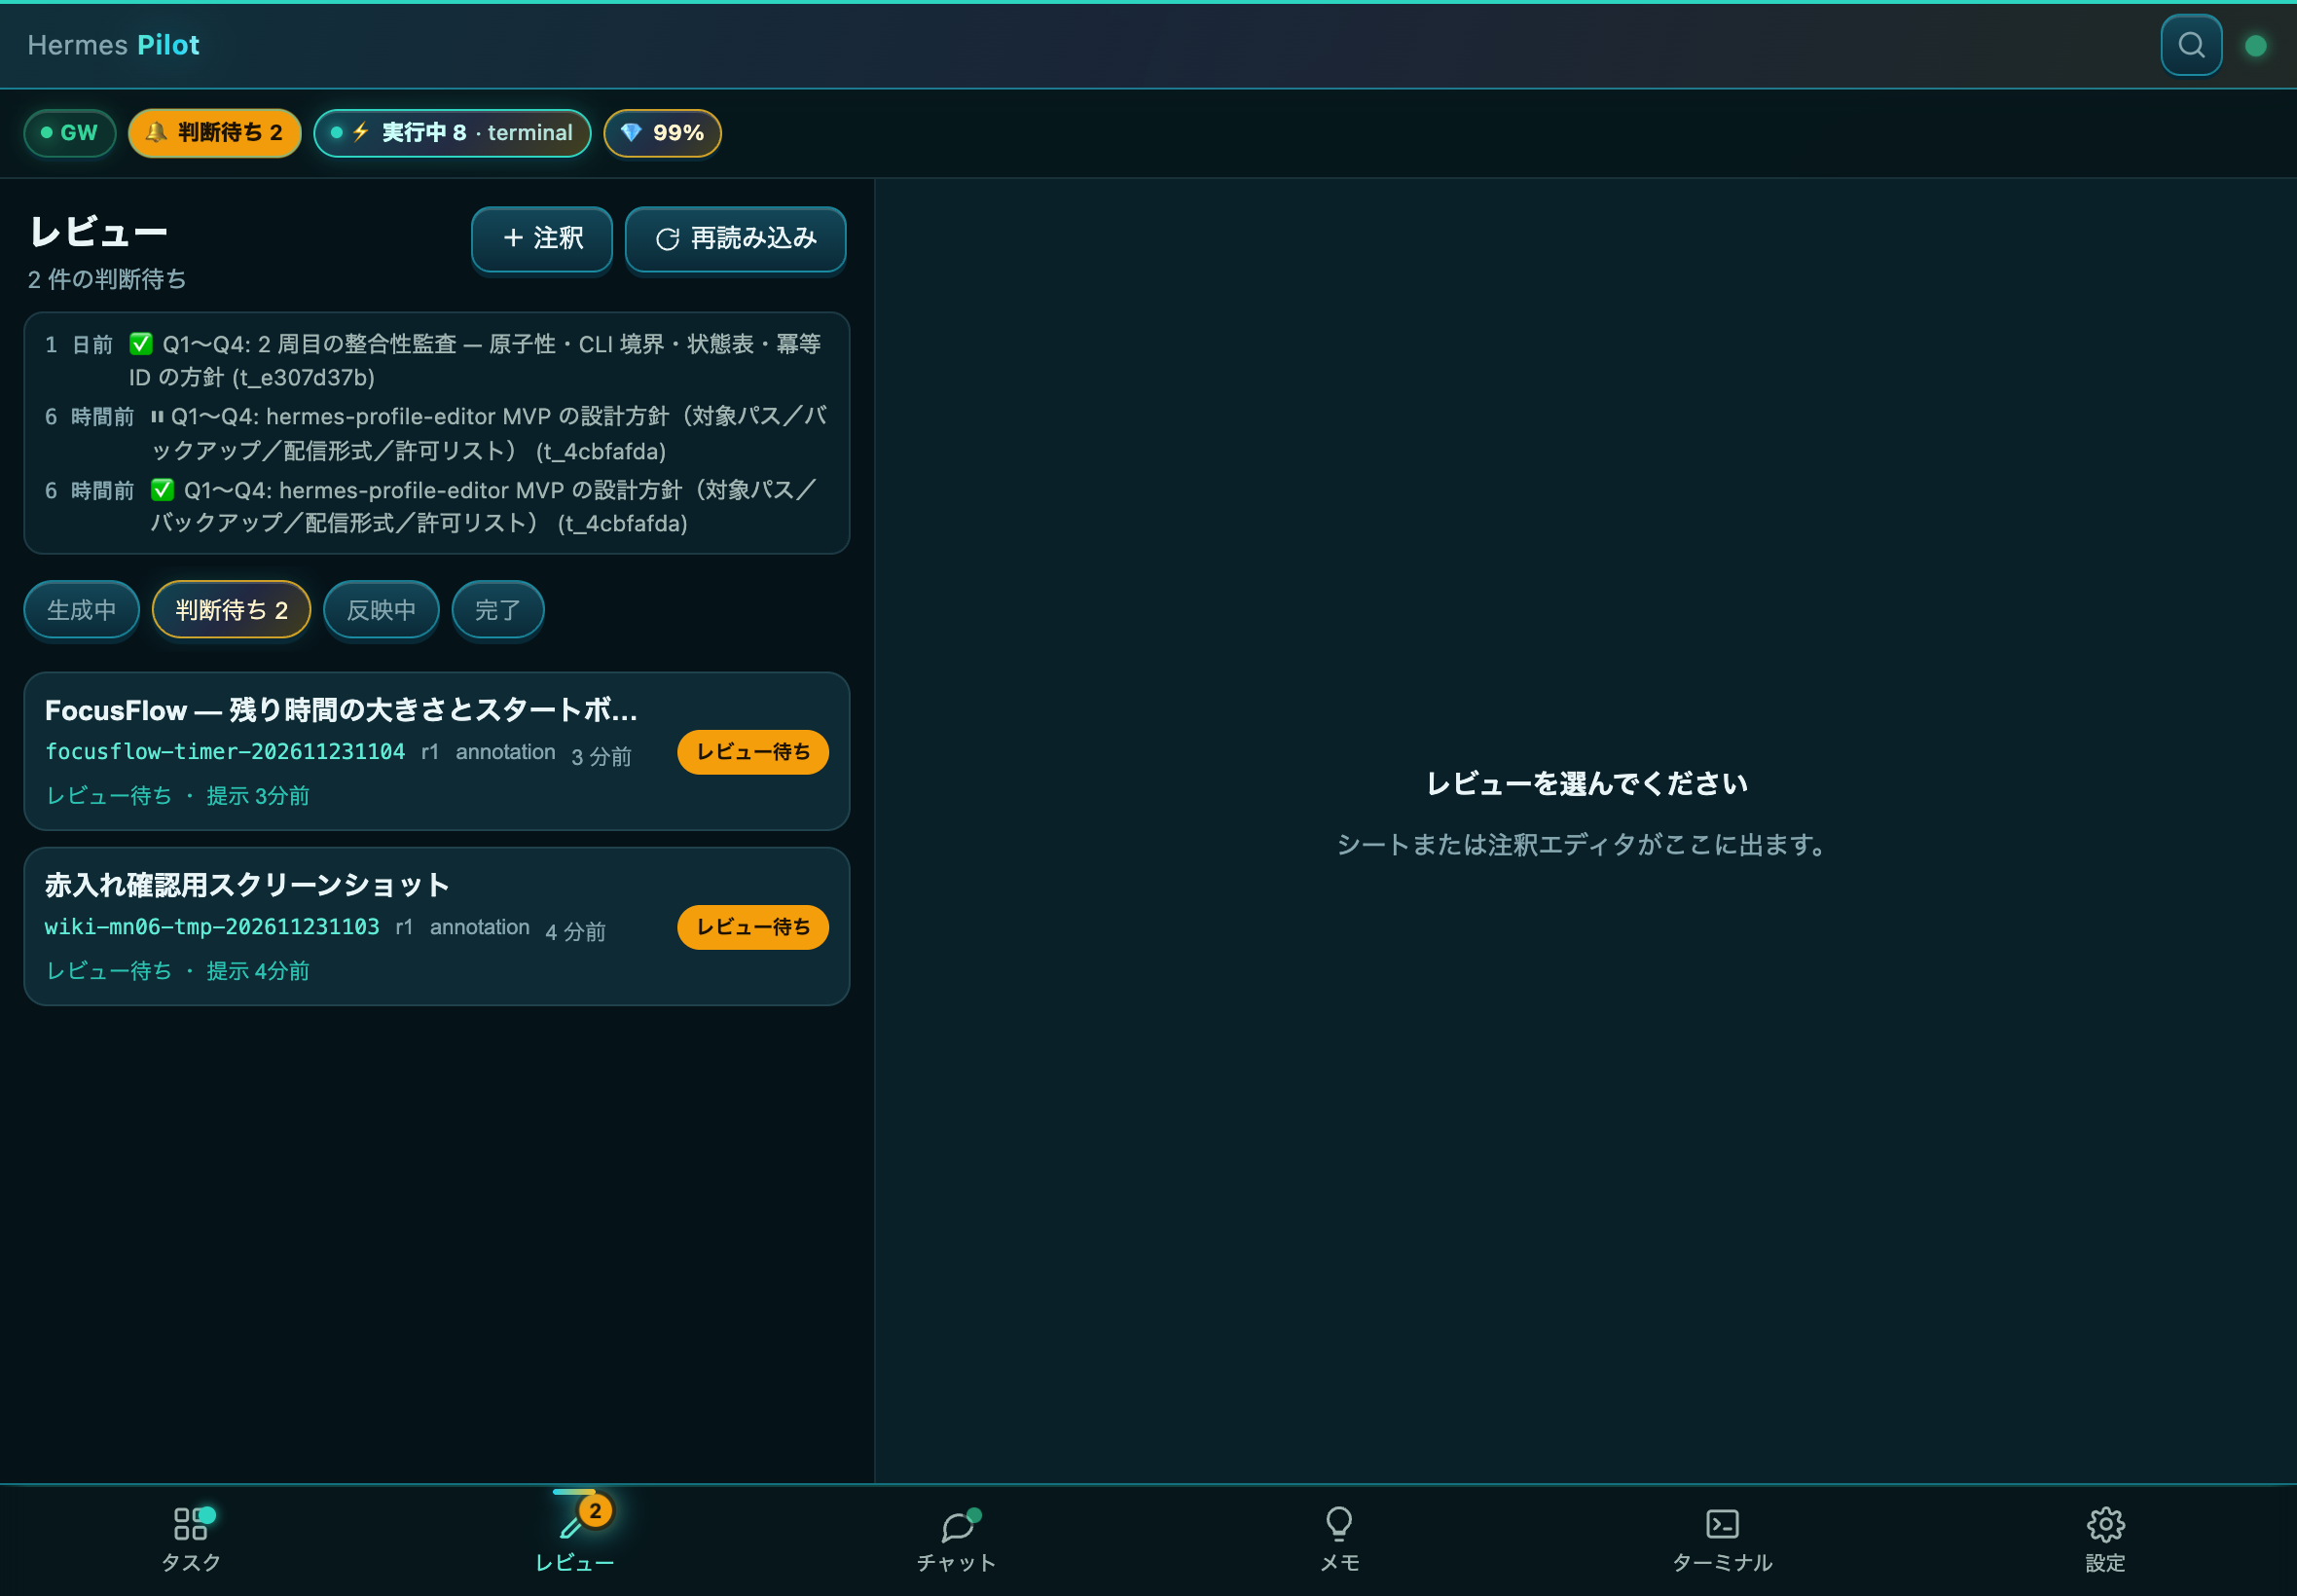 Hermes Pilot
GW
判断待ち 2
実行中 8 · terminal
99%
レビュー
2 件の判断待ち
+ 注釈
再読み込み
1 日前 ✅ Q1〜Q4: 2 周目の整合性監査 — 原子性・CLI 境界・状態表・冪等
ID の方針 (t_e307d37b)
6 時間前 ⏸ Q1〜Q4: hermes-profile-editor MVP の設計方針（対象パス／バ
ックアップ／配信形式／許可リスト） (t_4cbfafda)
6 時間前 ✅ Q1〜Q4: hermes-profile-editor MVP の設計方針（対象パス／
バックアップ／配信形式／許可リスト） (t_4cbfafda)
生成中
判断待ち 2
反映中
完了
FocusFlow — 残り時間の大きさとスタートボ…
focusflow-timer-202611231104 r1 annotation 3 分前
レビュー待ち
レビュー待ち ・ 提示 3分前
赤入れ確認用スクリーンショット
wiki-mn06-tmp-202611231103 r1 annotation 4 分前
レビュー待ち
レビュー待ち ・ 提示 4分前
レビューを選んでください
シートまたは注釈エディタがここに出ます。
タスク
2
レビュー
チャット
メモ
ターミナル
設定